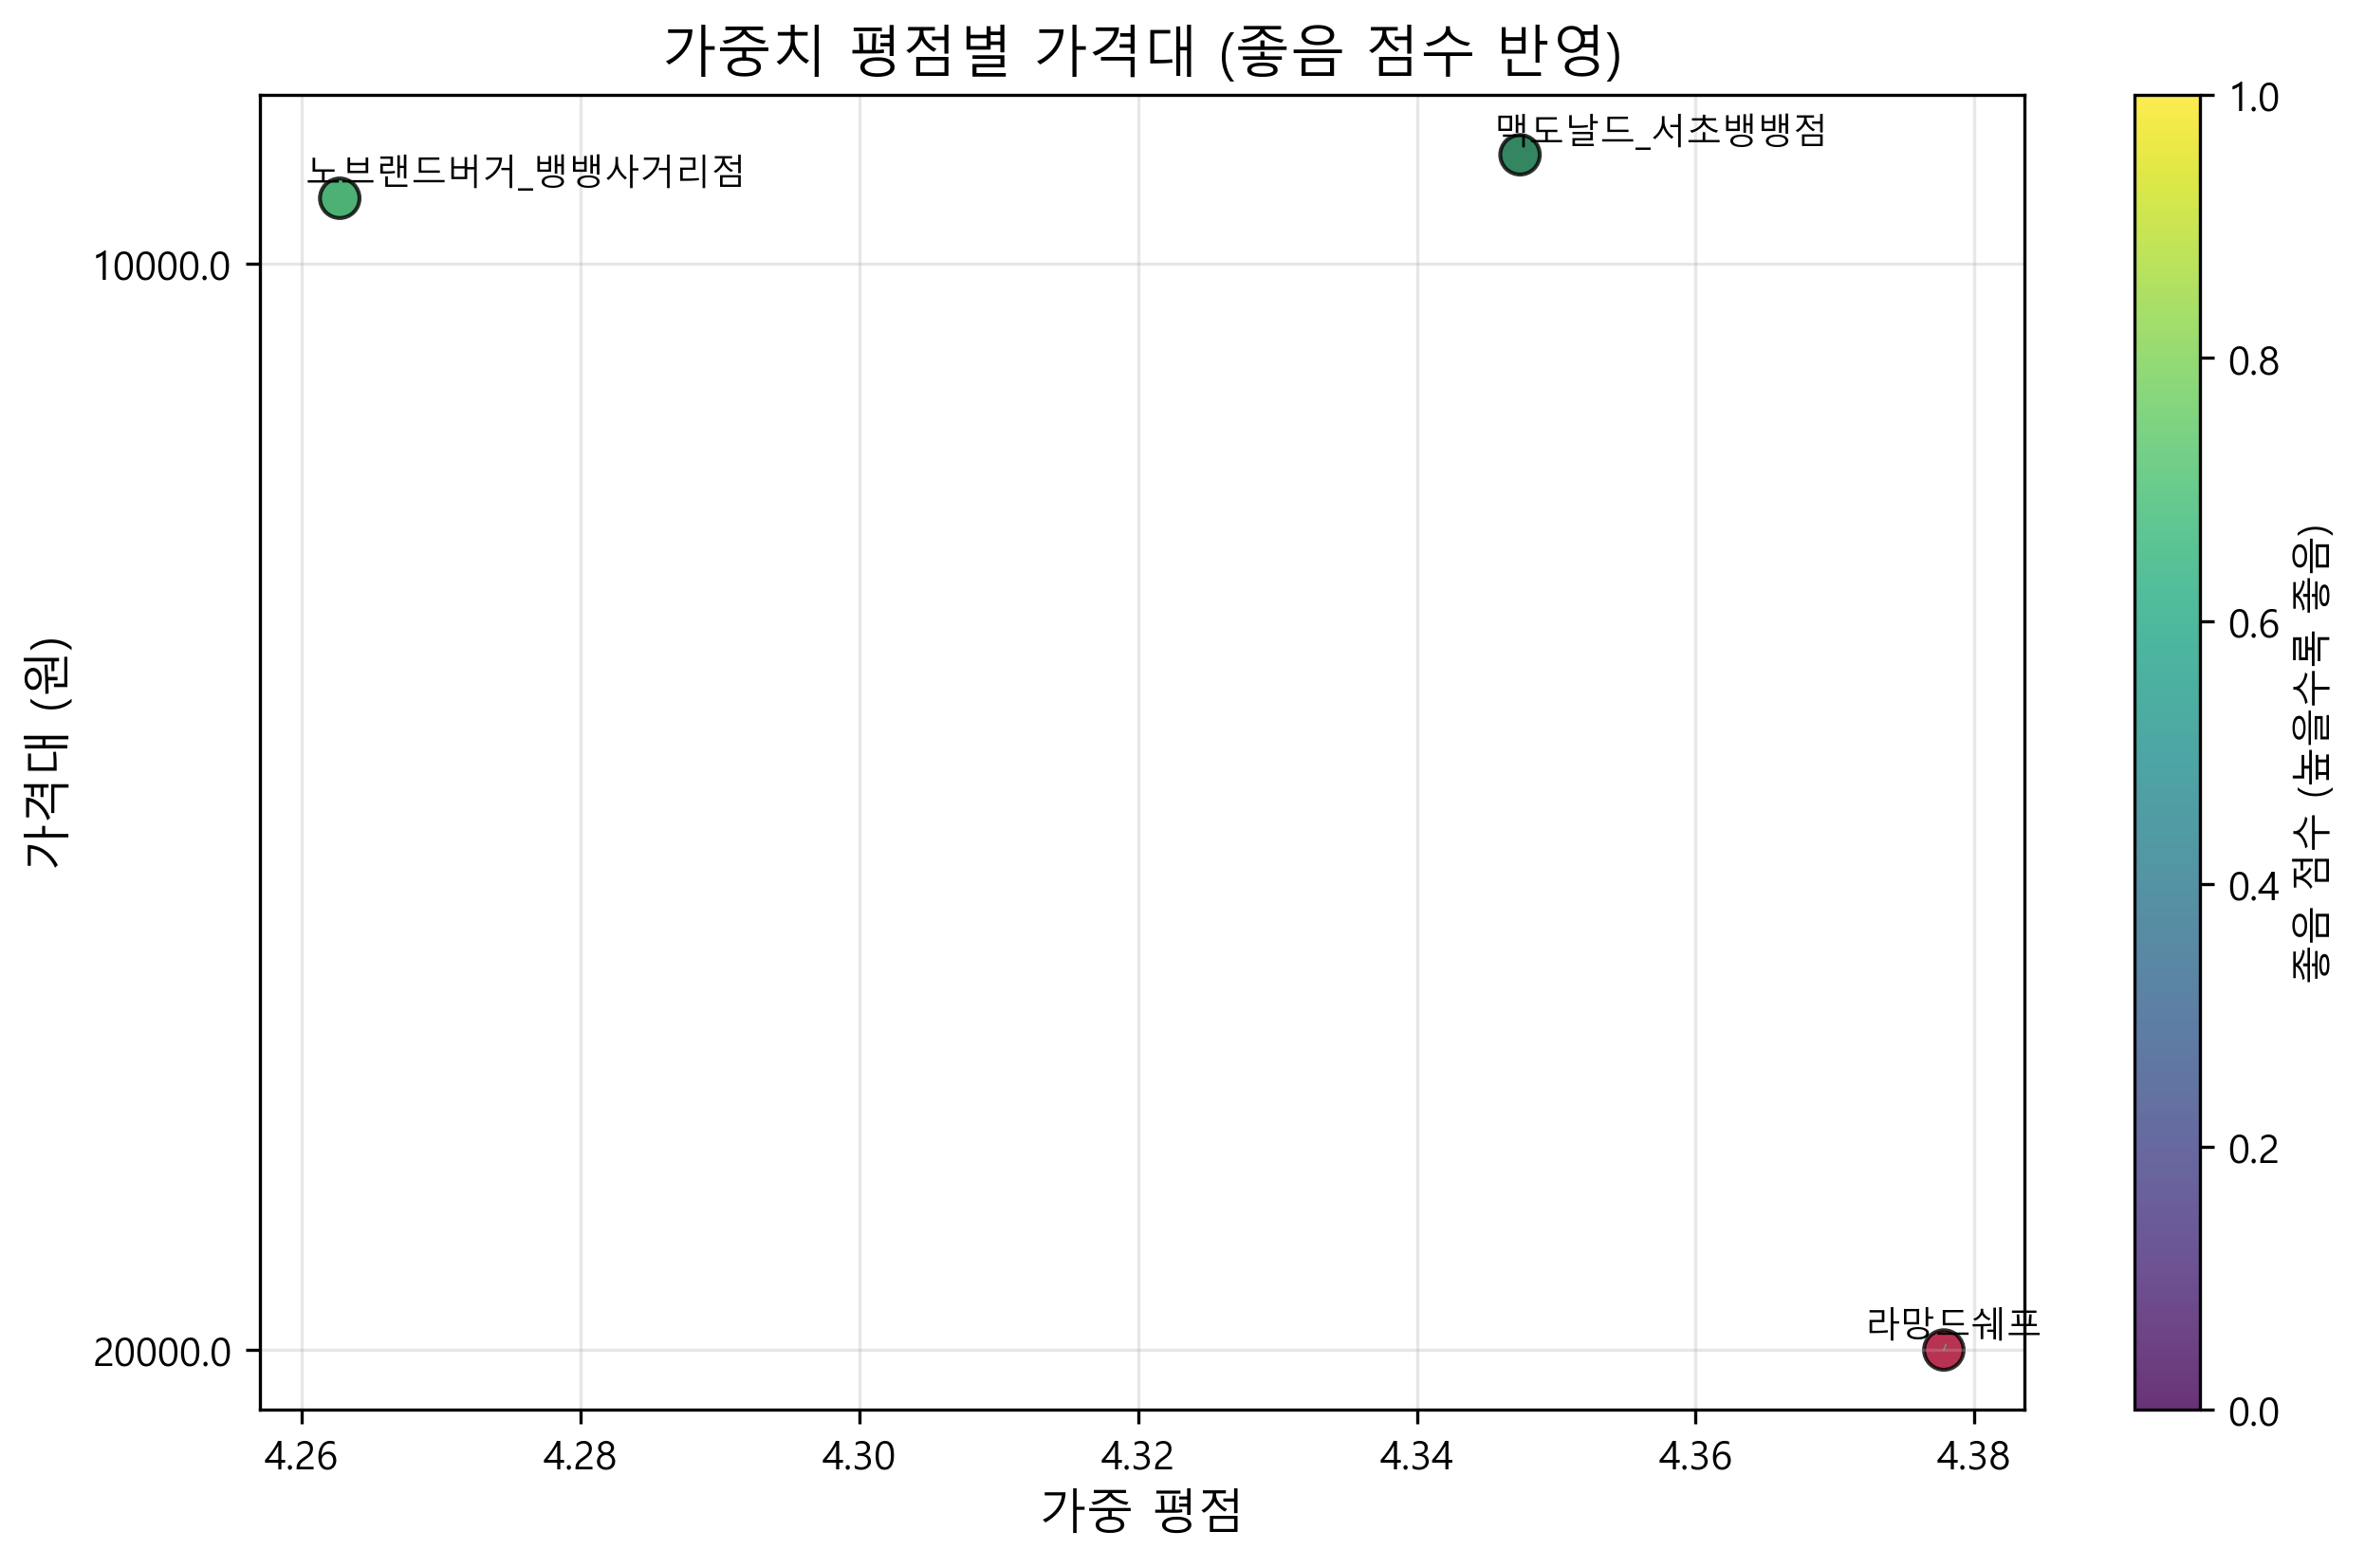 가중치 평점별 가격대 (좋음 점수 반영)
노브랜드버거_뱅뱅사거리점
맥도날드_서초뱅뱅점
라망드쉐프
가격대 (원)
10000.0
20000.0
4.26
4.28
4.30
4.32
4.34
4.36
4.38
가중 평점
1.0
0.8
0.6
0.4
0.2
0.0
좋음 점수 (높을수록 좋음)